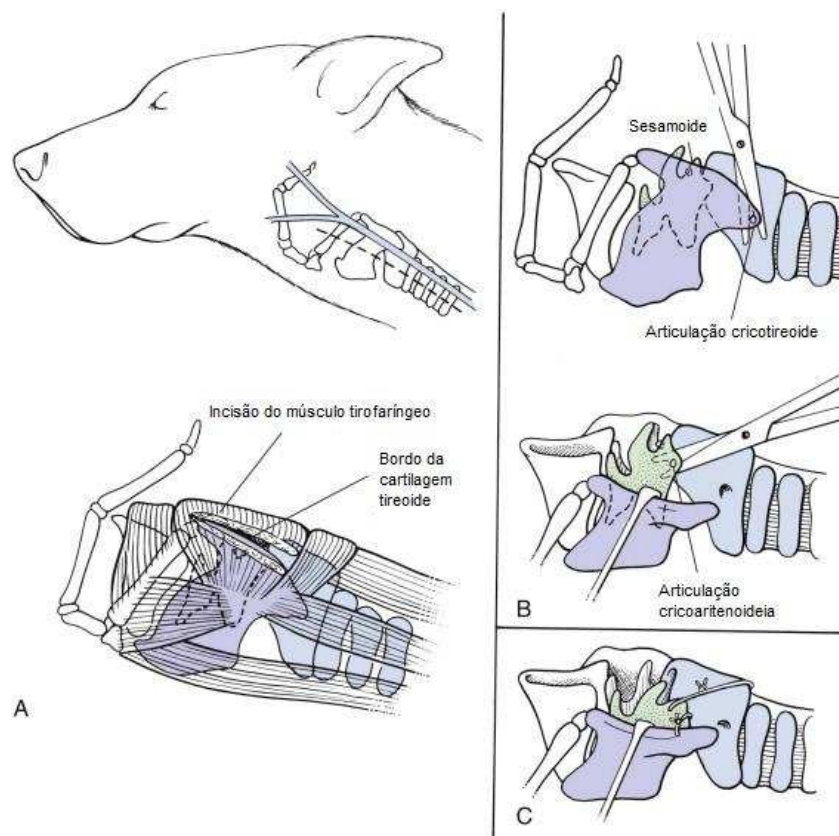 Sesamoide
Articulação cricotireoide
Incisão do músculo tirofaríngeo
Bordo da
cartilagem
tireoide
A
Articulação
cricoaritenoideia
B
C